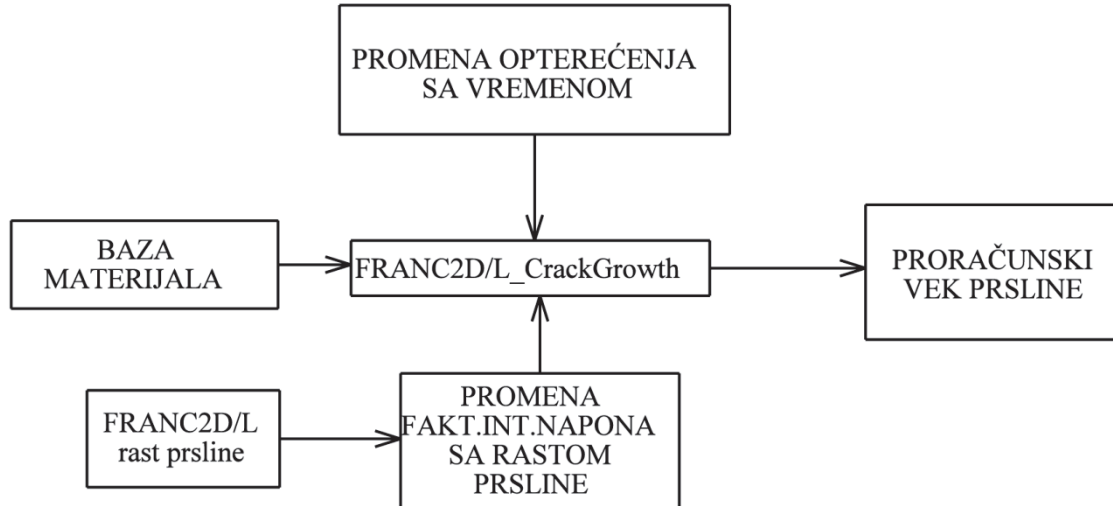 PROMENA OPTEREĆENJA
SA VREMENOM
BAZA
MATERIJALA
FRANC2D/L_CrackGrowth
PRORAČUNSKI
VEK PRSLINE
FRANC2D/L
rast prsline
PROMENA
FAKT.INT.NAPONA
SA RASTOM
PRSLINE